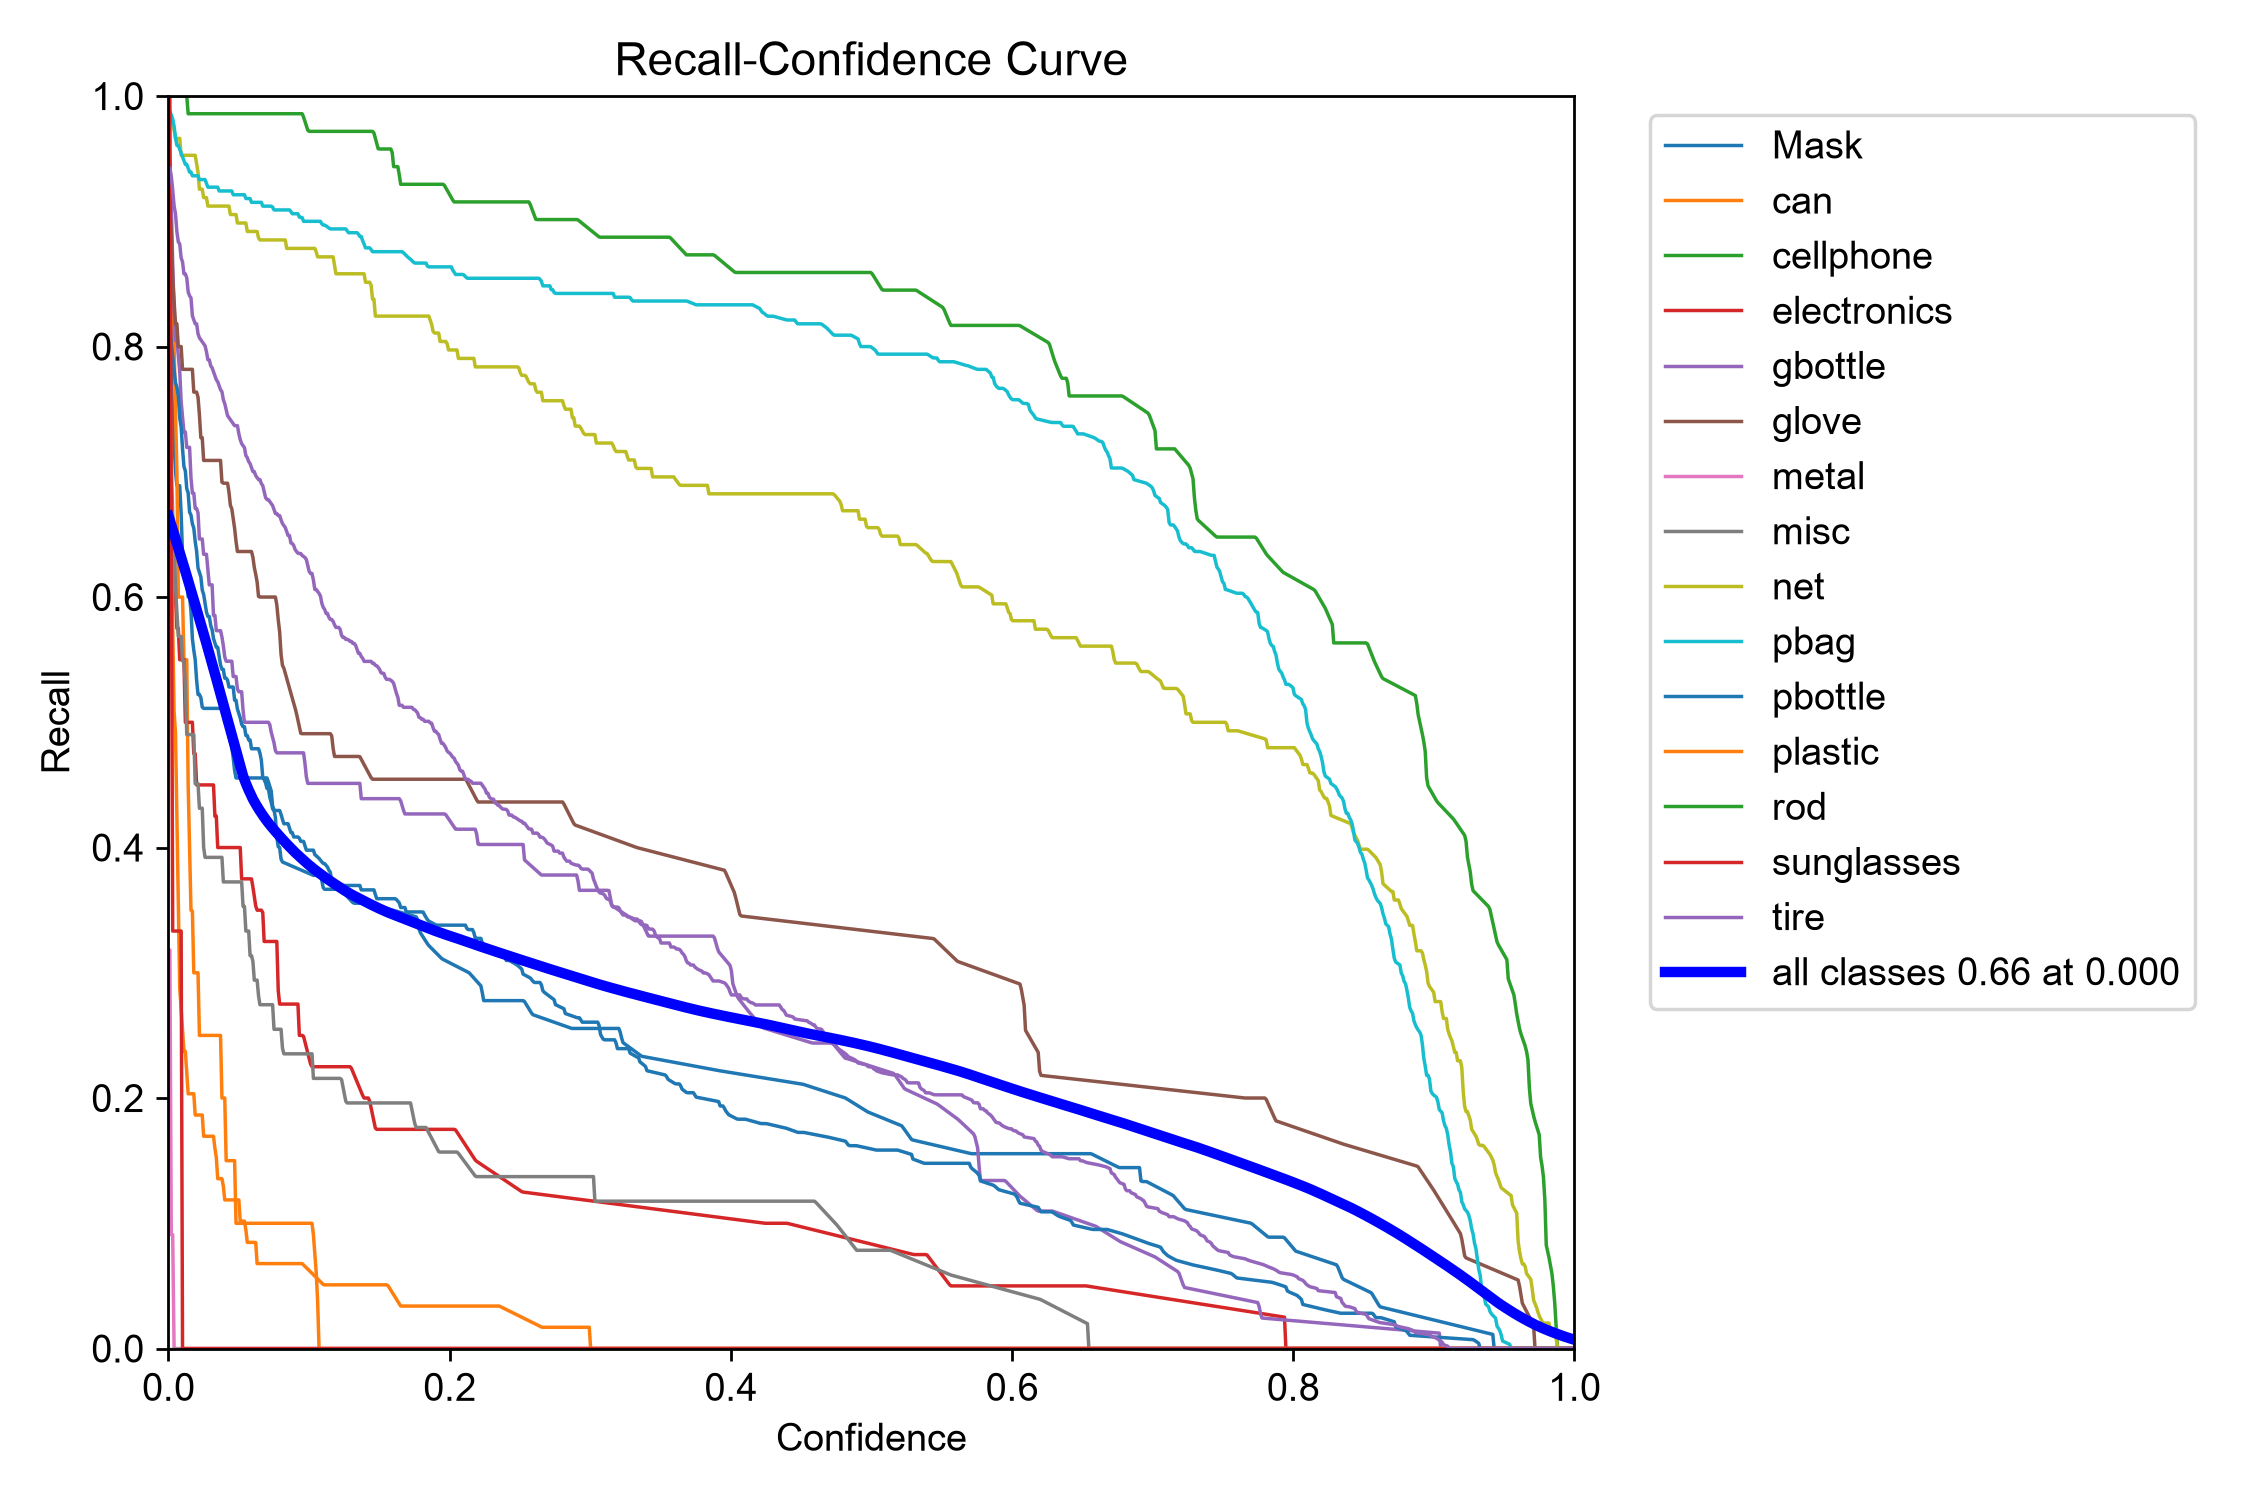 Recall-Confidence Curve
1.0
0.8
0.6
0.4
0.2
0.0
Recall
0.0 0.2 0.4 0.6 0.8 1.0
Confidence
Mask
can
cellphone
electronics
gbottle
glove
metal
misc
net
pbag
pbottle
plastic
rod
sunglasses
tire
all classes 0.66 at 0.000